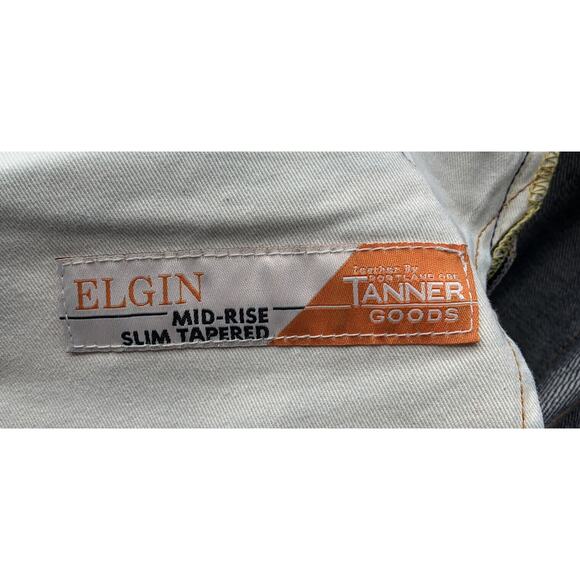 ELGIN
MID-RISE
SLIM TAPERED
Leather By
PORTLAND ORE
TANNER
GOODS